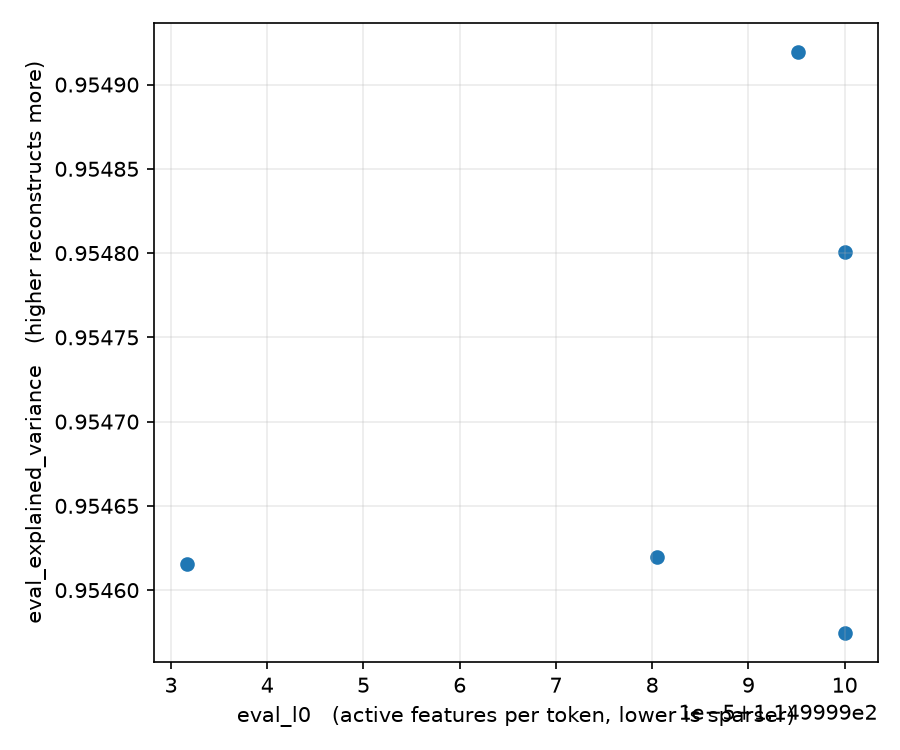 eval_explained_variance   (higher reconstructs more)
0.95490
0.95485
0.95480
0.95475
0.95470
0.95465
0.95460
3 4 5 6 7 8 9 10
eval_l0   (active features per token, lower is sparser)
1e−5+1.149999e2